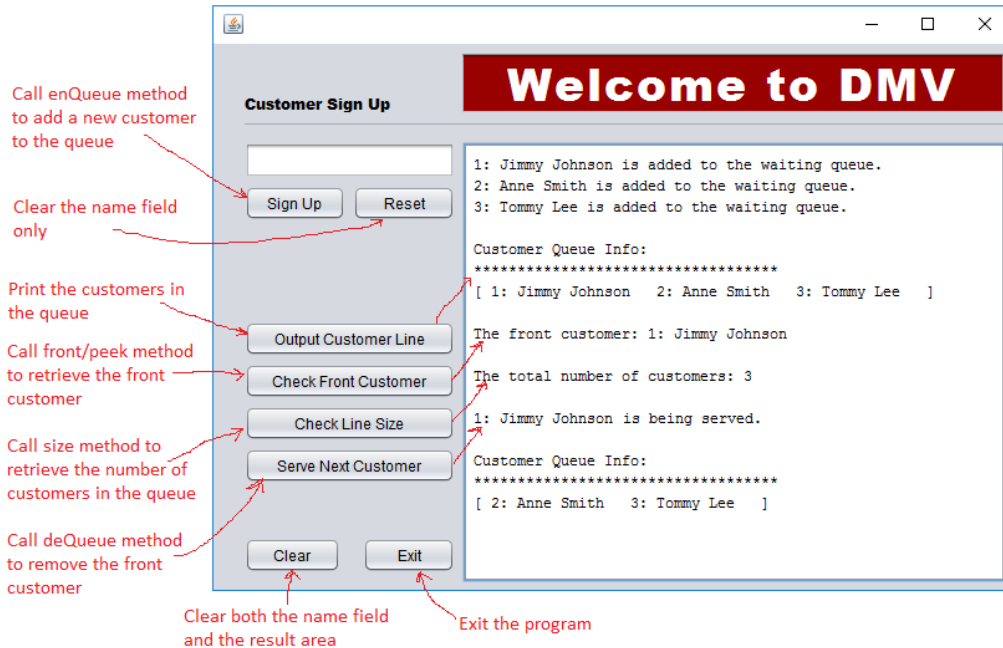 Welcome to DMV
Customer Sign Up
Call enQueue method
to add a new customer
to the queue
Sign Up
Reset
Clear the name field
only
1: Jimmy Johnson is added to the waiting queue.
2: Anne Smith is added to the waiting queue.
3: Tommy Lee is added to the waiting queue.
Customer Queue Info:
***********************************
[ 1: Jimmy Johnson   2: Anne Smith   3: Tommy Lee   ]
The front customer: 1: Jimmy Johnson
The total number of customers: 3
1: Jimmy Johnson is being served.
Customer Queue Info:
***********************************
[ 2: Anne Smith   3: Tommy Lee   ]
Print the customers in
the queue
Output Customer Line
Call front/peek method
to retrieve the front
customer
Check Front Customer
Check Line Size
Call size method to
retrieve the number of
customers in the queue
Serve Next Customer
Call deQueue method
to remove the front
customer
Clear
Exit
Clear both the name field
and the result area
Exit the program